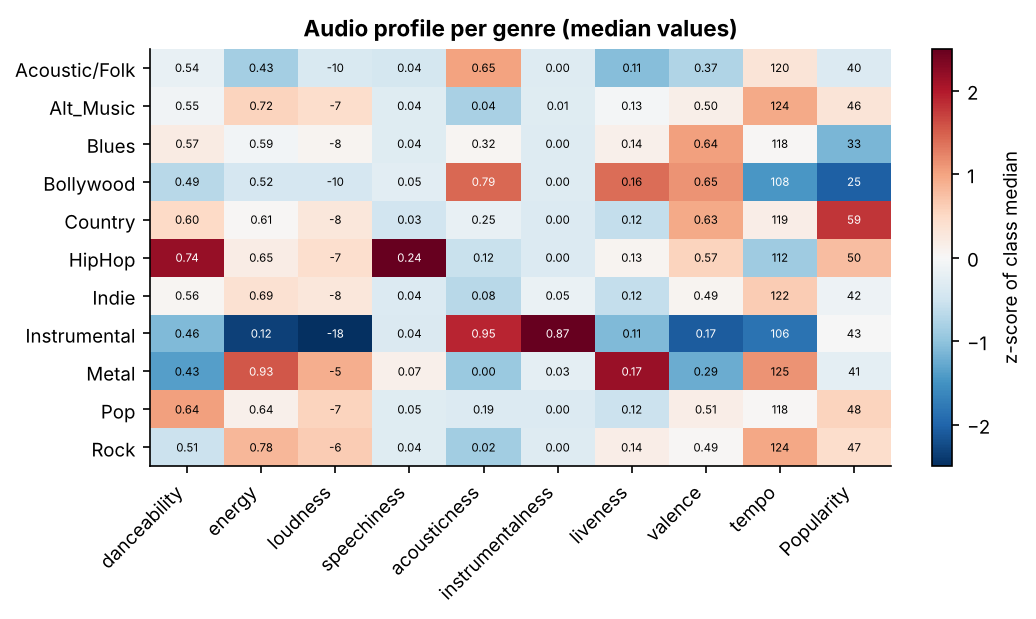 Audio profile per genre (median values)
Acoustic/Folk 0.54 0.43 -10 0.04 0.65 0.00 0.11 0.37 120 40
Alt_Music 0.55 0.72 -7 0.04 0.04 0.01 0.13 0.50 124 46
Blues 0.57 0.59 -8 0.04 0.32 0.00 0.14 0.64 118 33
Bollywood 0.49 0.52 -10 0.05 0.79 0.00 0.16 0.65 108 25
Country 0.60 0.61 -8 0.03 0.25 0.00 0.12 0.63 119 59
HipHop 0.74 0.65 -7 0.24 0.12 0.00 0.13 0.57 112 50
Indie 0.56 0.69 -8 0.04 0.08 0.05 0.12 0.49 122 42
Instrumental 0.46 0.12 -18 0.04 0.95 0.87 0.11 0.17 106 43
Metal 0.43 0.93 -5 0.07 0.00 0.03 0.17 0.29 125 41
Pop 0.64 0.64 -7 0.05 0.19 0.00 0.12 0.51 118 48
Rock 0.51 0.78 -6 0.04 0.02 0.00 0.14 0.49 124 47
danceability energy loudness speechiness acousticness instrumentalness liveness valence tempo Popularity
2
1
0
−1
−2
z-score of class median